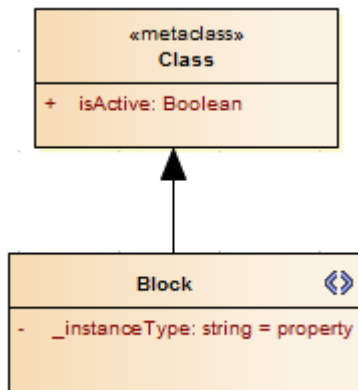 «metaclass»
Class
+ isActive: Boolean
Block
- _instanceType: string = property